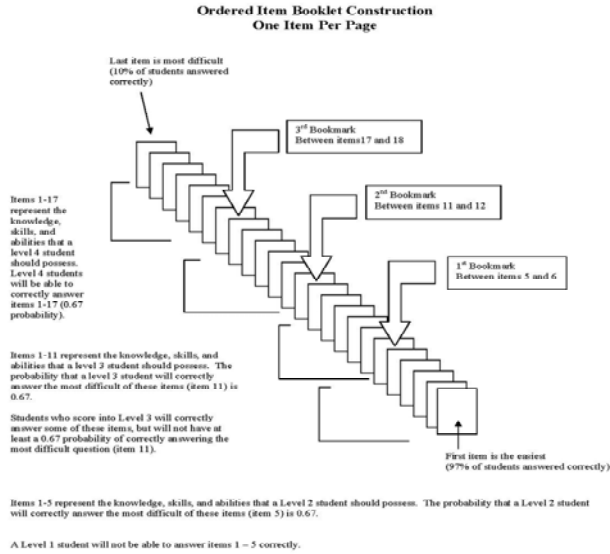 Ordered Item Booklet Construction
One Item Per Page
Last item is most difficult
(10% of students answered
correctly)
3rd Bookmark
Between items17 and 18
2nd Bookmark
Between items 11 and 12
1st Bookmark
Between items 5 and 6
Items 1-17
represent the
knowledge,
skills, and
abilities that a
level 4 student
should possess.
Level 4 students
will be able to
correctly answer
items 1-17 (0.67
probability).
Items 1-11 represent the knowledge, skills, and
abilities that a level 3 student should possess.  The
probability that a level 3 student will correctly
answer the most difficult of these items (item 11) is
0.67.
Students who score into Level 3 will correctly
answer some of these items, but will not have at
least a 0.67 probability of correctly answering the
most difficult question (item 11).
First item is the easiest
(97% of students answered correctly)
Items 1-5 represent the knowledge, skills, and abilities that a Level 2 student should possess.  The probability that a Level 2 student
will correctly answer the most difficult of these items (item 5) is 0.67.
A Level 1 student will not be able to answer items 1 – 5 correctly.